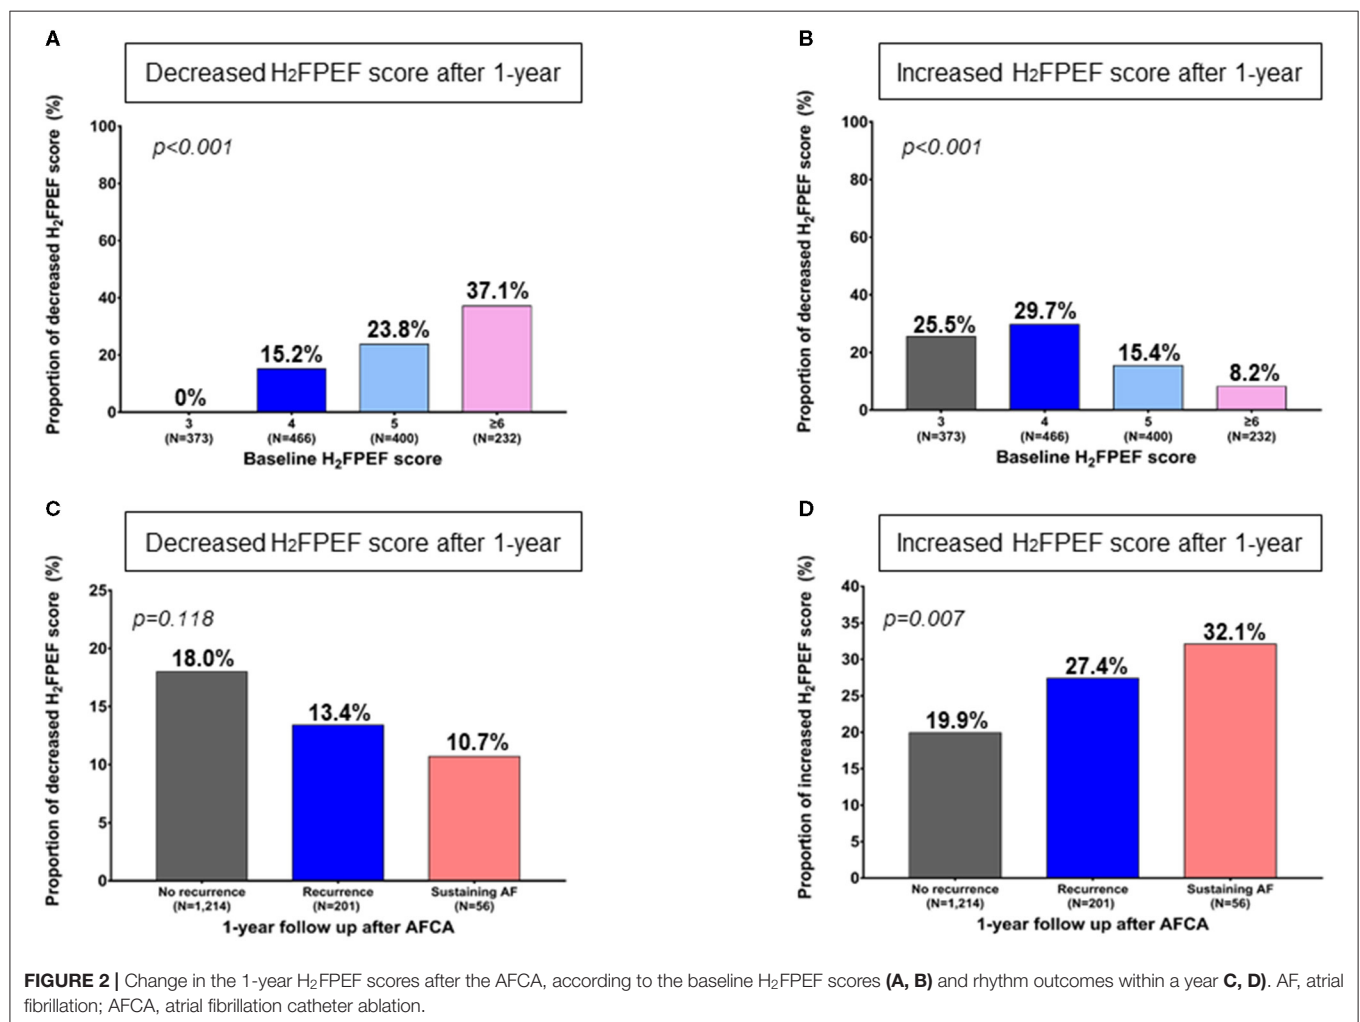 A
Decreased H₂FPEF score after 1-year
Proportion of decreased H₂FPEF score (%)
p<0.001
100
80
60
40
20
0
0%
15.2%
23.8%
37.1%
3 4 5 ≥6
(N=373) (N=466) (N=400) (N=232)
Baseline H₂FPEF score
B
Increased H₂FPEF score after 1-year
Proportion of decreased H₂FPEF score (%)
p<0.001
100
80
60
40
20
0
25.5%
29.7%
15.4%
8.2%
3 4 5 ≥6
(N=373) (N=466) (N=400) (N=232)
Baseline H₂FPEF score
C
Decreased H₂FPEF score after 1-year
Proportion of decreased H₂FPEF score (%)
p=0.118
25
20
15
10
5
0
18.0%
13.4%
10.7%
No recurrence Recurrence Sustaining AF
(N=1,214) (N=201) (N=56)
1-year follow up after AFCA
D
Increased H₂FPEF score after 1-year
Proportion of increased H₂FPEF score (%)
p=0.007
40
35
30
25
20
15
10
5
0
19.9%
27.4%
32.1%
No recurrence Recurrence Sustaining AF
(N=1,214) (N=201) (N=56)
1-year follow up after AFCA
FIGURE 2 | Change in the 1-year H₂FPEF scores after the AFCA, according to the baseline H₂FPEF scores (A, B) and rhythm outcomes within a year C, D). AF, atrial
fibrillation; AFCA, atrial fibrillation catheter ablation.